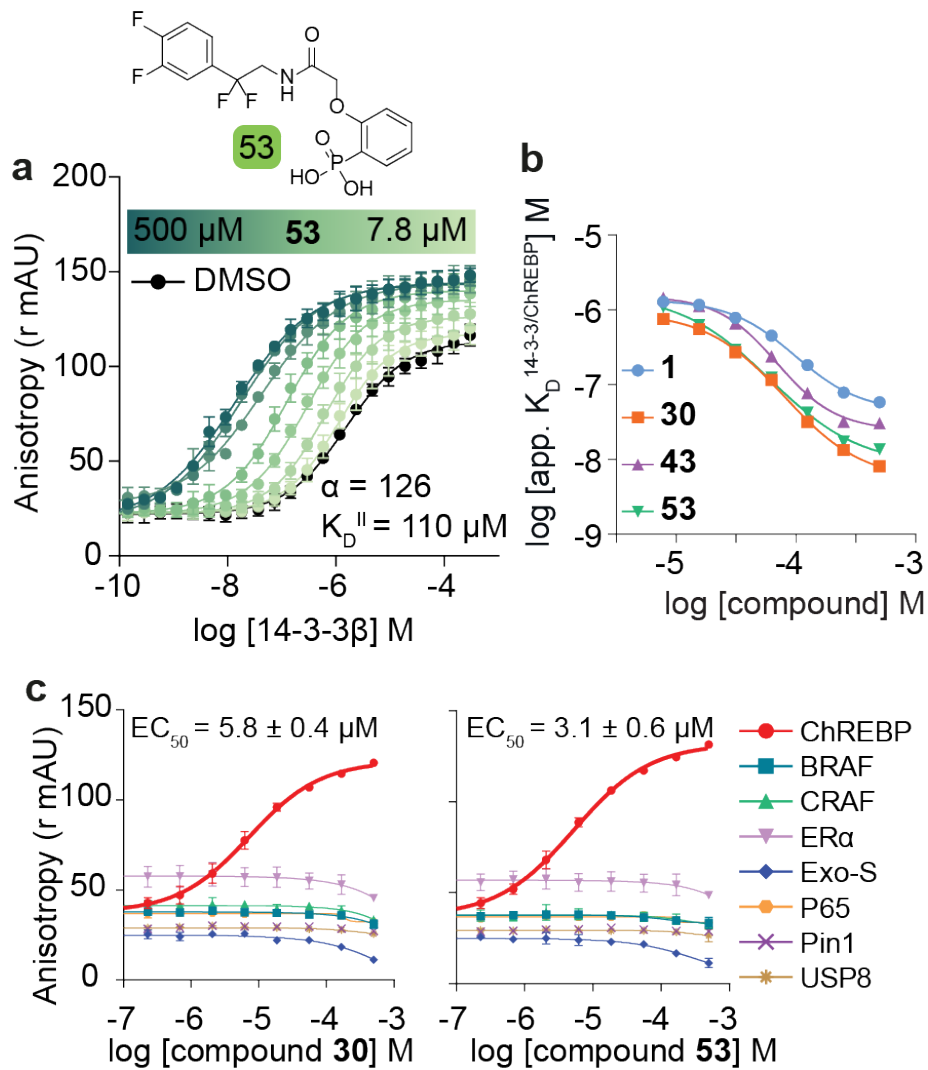 F
F
F F
N
H
O
O
O
P
HO
OH
53
a
200
150
100
50
0
Anisotropy (r mAU)
500 µM 53 7.8 µM
DMSO
α = 126
K_D^II = 110 µM
-10 -8 -6 -4
log [14-3-3β] M
b
-5
-6
-7
-8
-9
log [app. K_D^14-3-3/ChREBP] M
1
30
43
53
-5 -4 -3
log [compound] M
c
150
100
50
0
Anisotropy (r mAU)
EC50 = 5.8 ± 0.4 µM
-7 -6 -5 -4 -3
log [compound 30] M
EC50 = 3.1 ± 0.6 µM
-7 -6 -5 -4 -3
log [compound 53] M
ChREBP
BRAF
CRAF
ERα
Exo-S
P65
Pin1
USP8